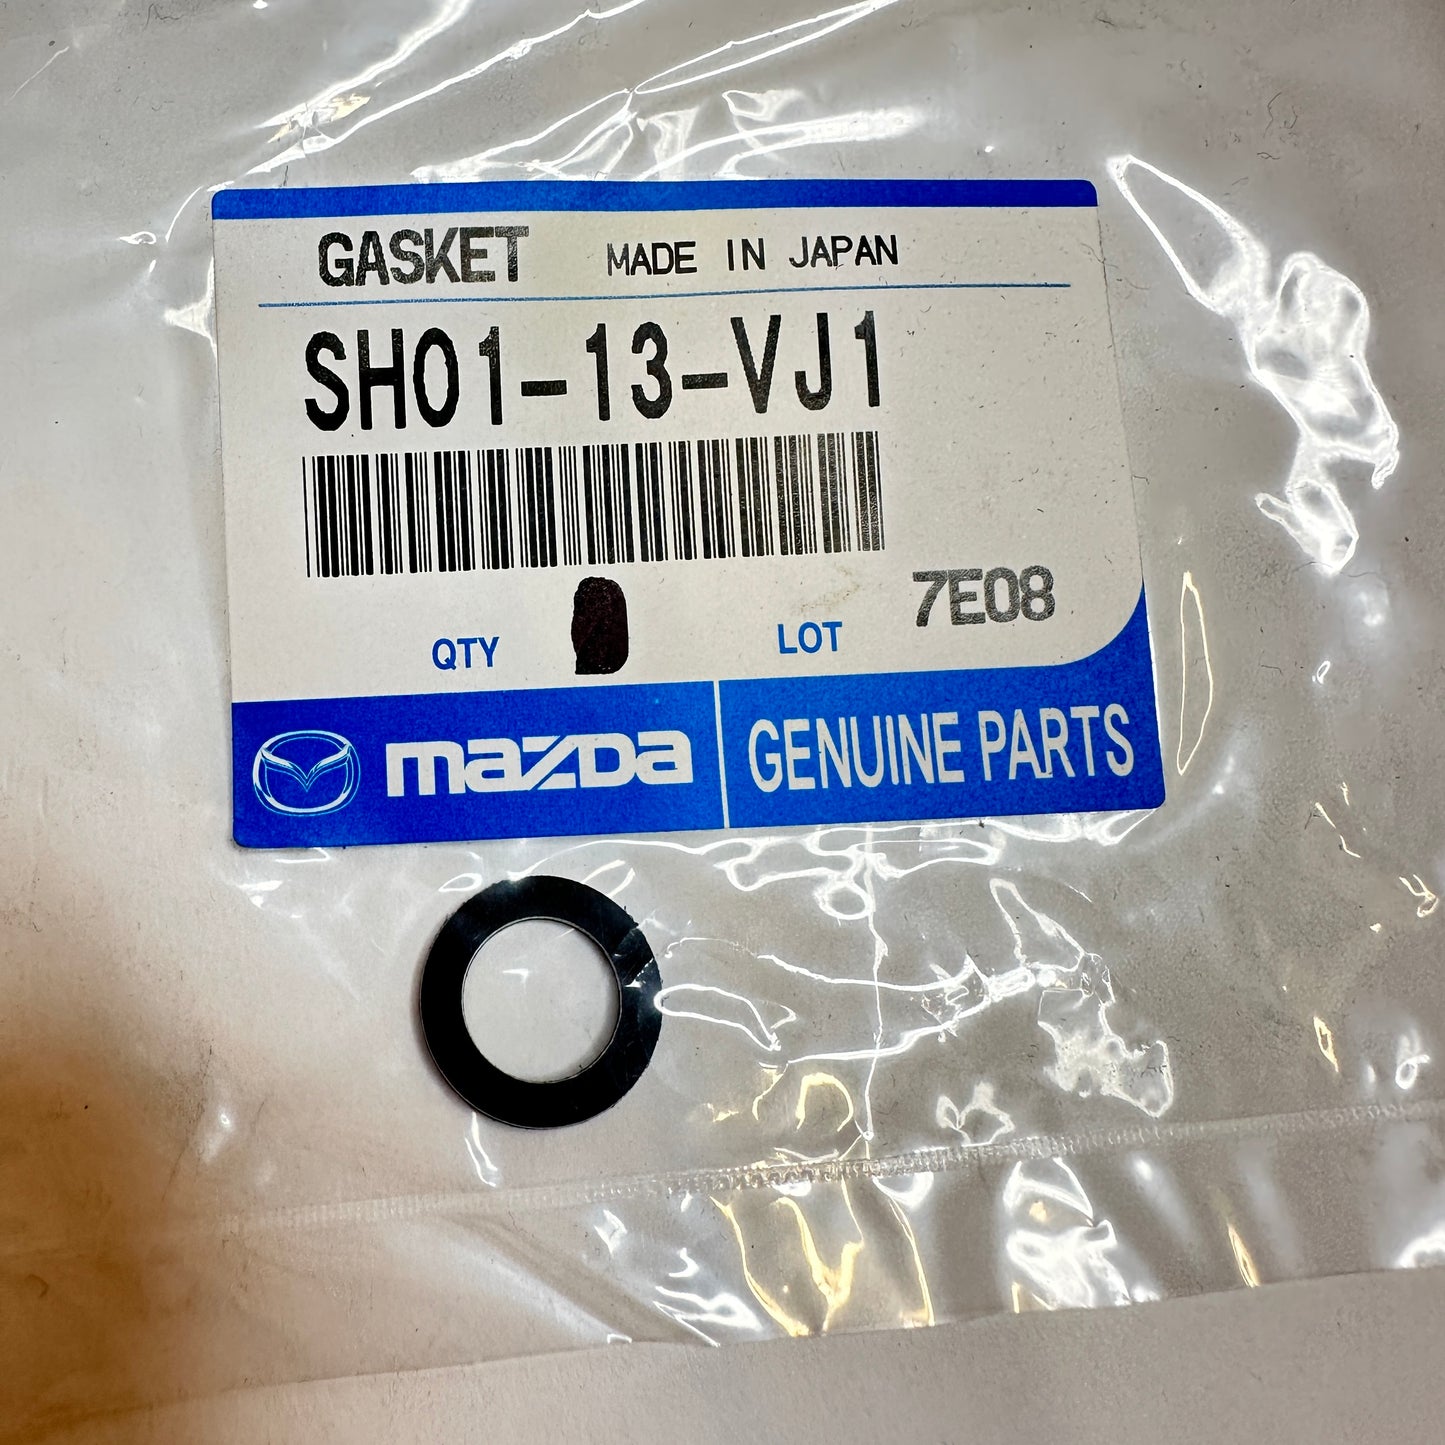 GASKET MADE IN JAPAN
SH01-13-VJ1
QTY LOT 7E08
mazda GENUINE PARTS